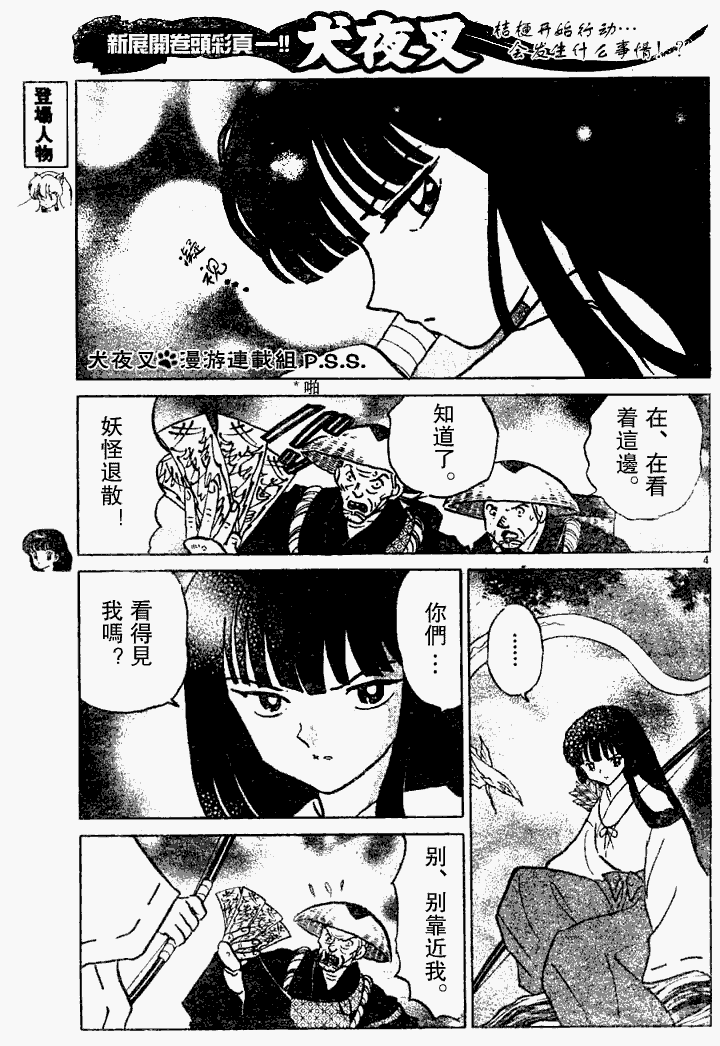 新展開卷頭彩頁一!!
犬夜叉
桔梗开始行动…
会发生什么事情!?
登場人物
凝視…
犬夜叉 漫游連載組 P.S.S.
*啪
在、在看
着這邊。
知道了。
妖怪退散!
4
……
你們…
看得見
我嗎?
别、别靠近我。